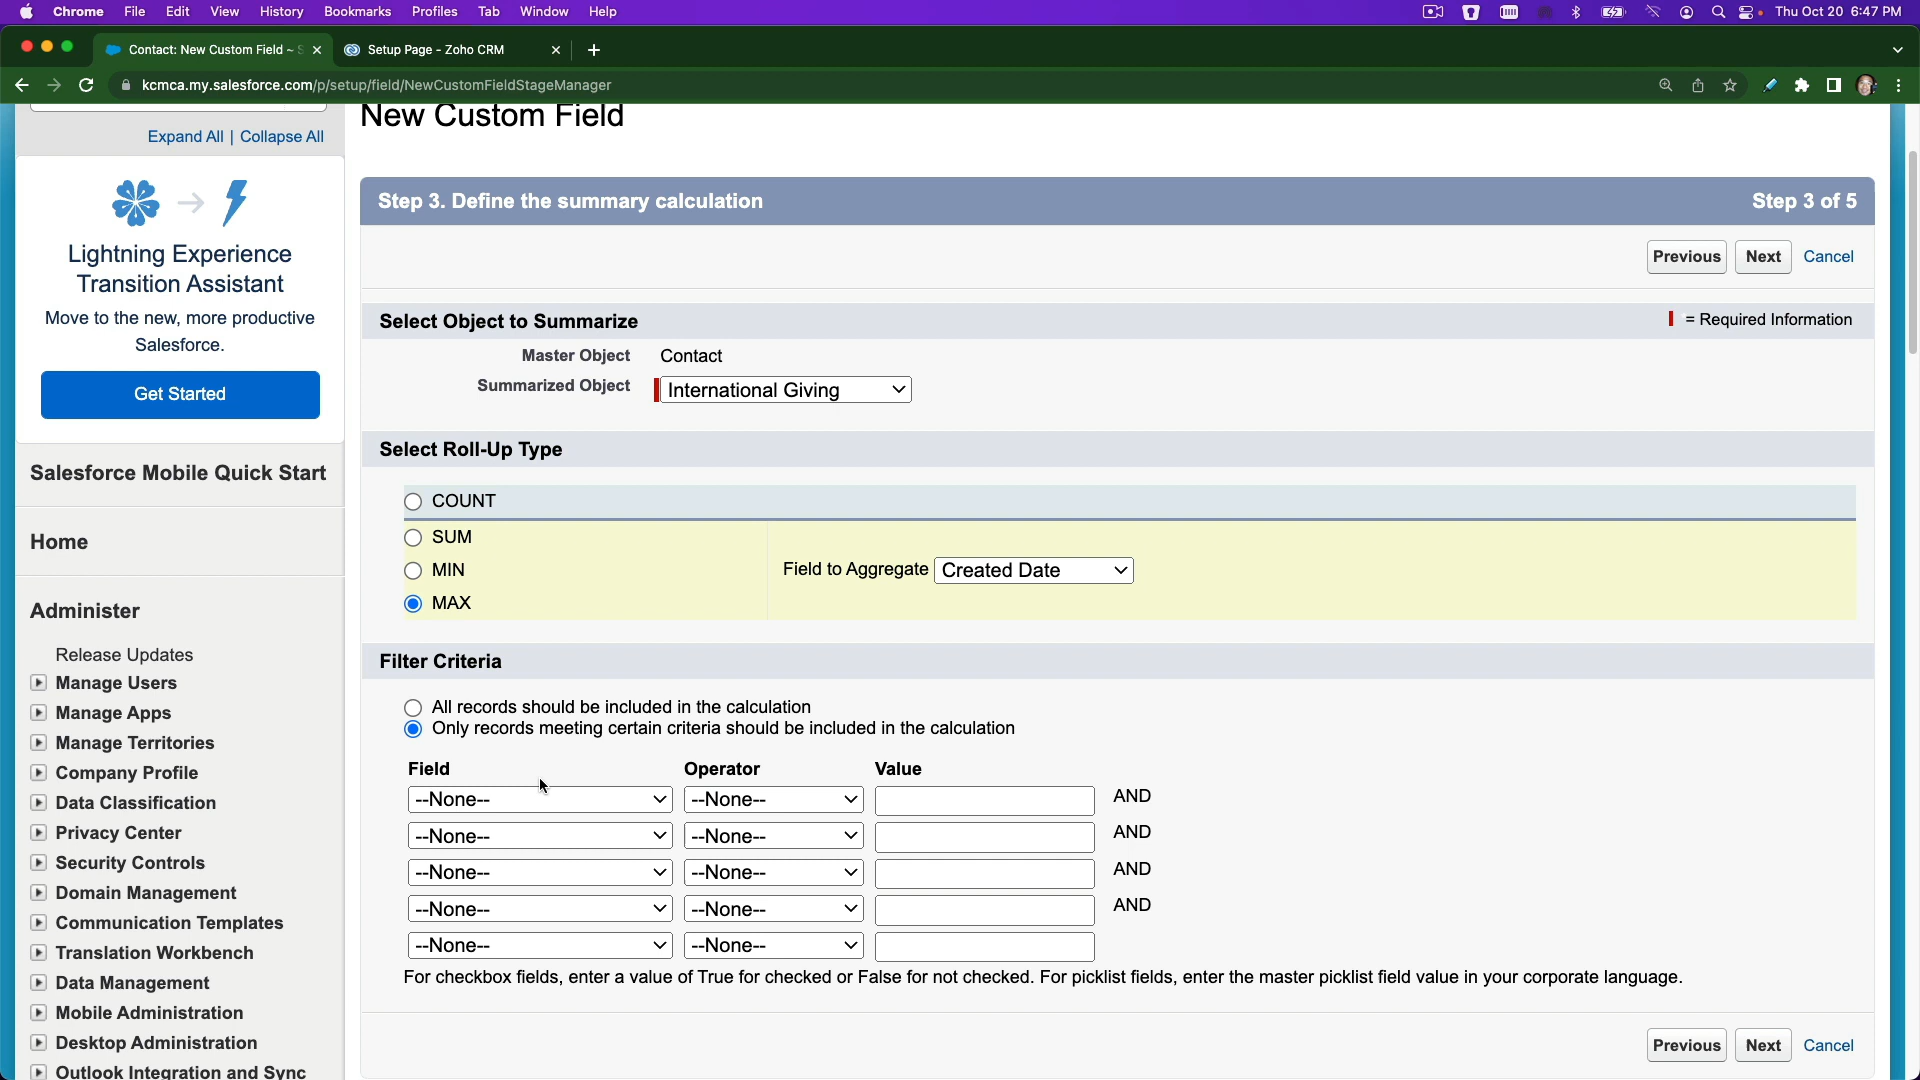 Chrome File Edit View History Bookmarks Profiles Tab Window Help Thu Oct 20 6:47 PM
Contact: New Custom Field ~ S Setup Page - Zoho CRM
kcmca.my.salesforce.com/p/setup/field/NewCustomFieldStageManager
New Custom Field
Expand All | Collapse All
Lightning Experience
Transition Assistant
Move to the new, more productive
Salesforce.
Get Started
Salesforce Mobile Quick Start
Home
Administer
Release Updates
Manage Users
Manage Apps
Manage Territories
Company Profile
Data Classification
Privacy Center
Security Controls
Domain Management
Communication Templates
Translation Workbench
Data Management
Mobile Administration
Desktop Administration
Outlook Integration and Sync
Step 3. Define the summary calculation Step 3 of 5
Previous Next Cancel
Select Object to Summarize = Required Information
Master Object Contact
Summarized Object International Giving
Select Roll-Up Type
COUNT
SUM
MIN
MAX
Field to Aggregate Created Date
Filter Criteria
All records should be included in the calculation
Only records meeting certain criteria should be included in the calculation
Field Operator Value
--None-- --None-- AND
--None-- --None-- AND
--None-- --None-- AND
--None-- --None-- AND
--None-- --None--
For checkbox fields, enter a value of True for checked or False for not checked. For picklist fields, enter the master picklist field value in your corporate language.
Previous Next Cancel